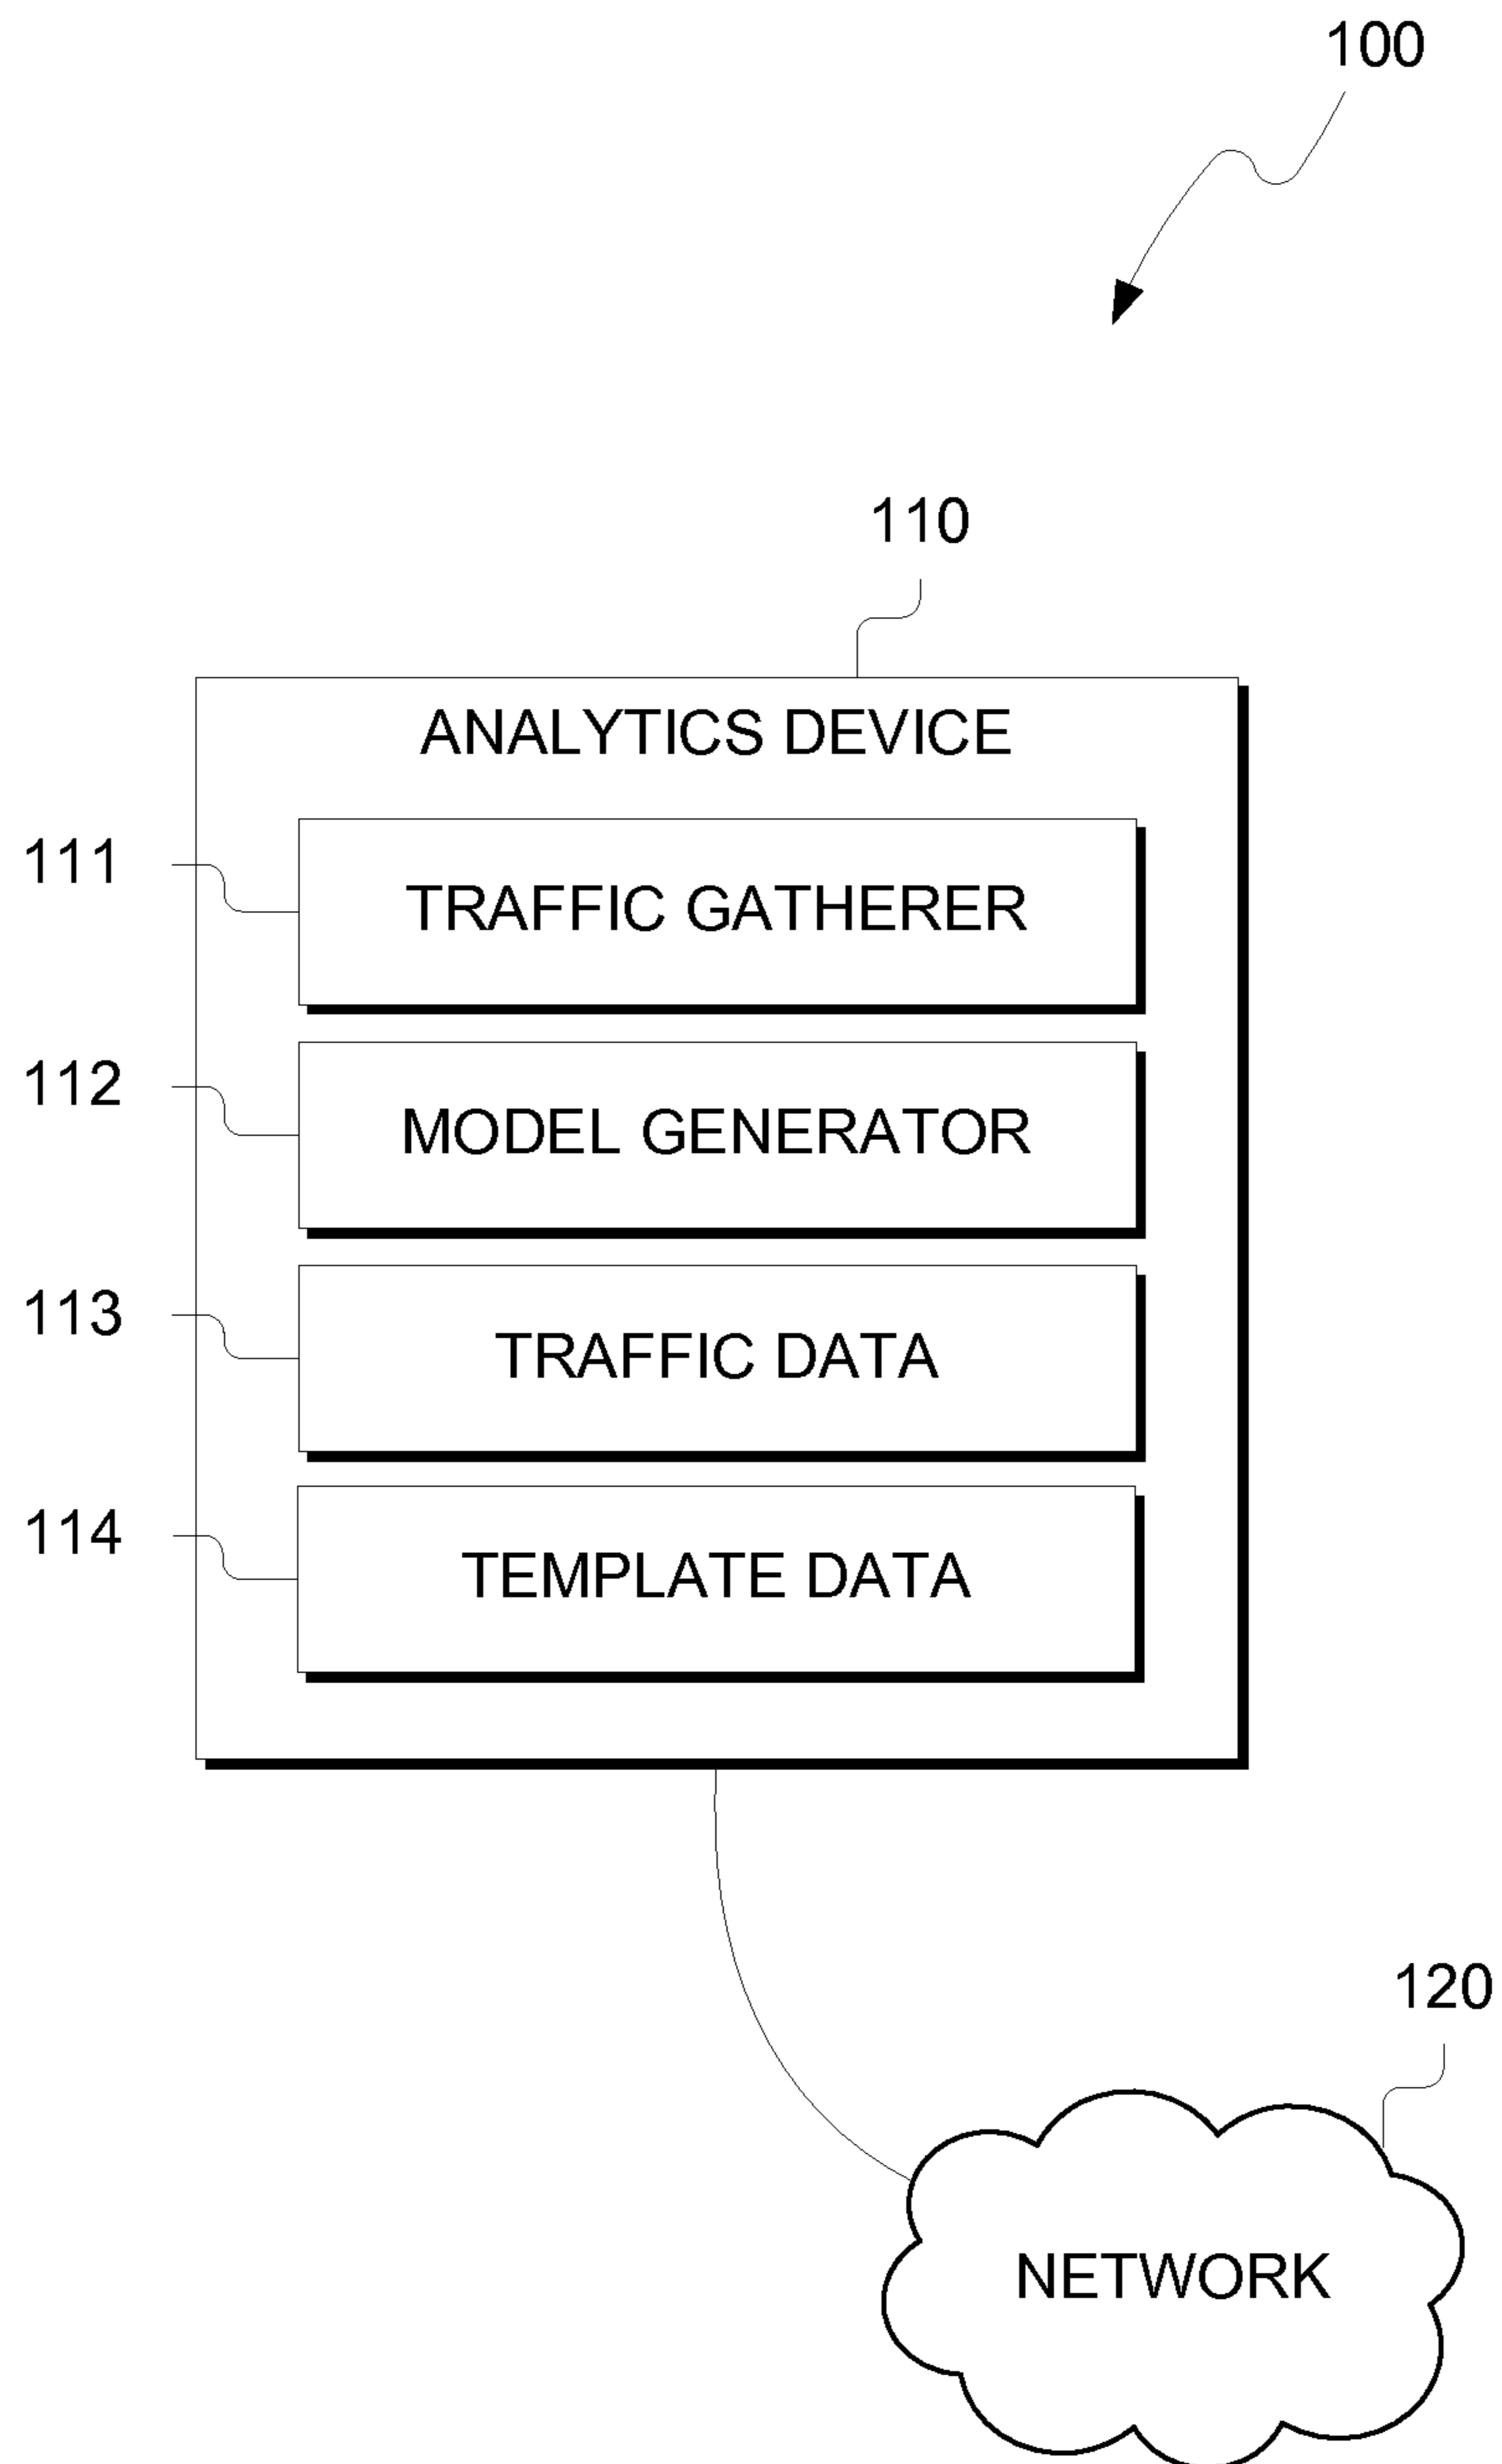 100
110
ANALYTICS DEVICE
111
TRAFFIC GATHERER
112
MODEL GENERATOR
113
TRAFFIC DATA
114
TEMPLATE DATA
120
NETWORK